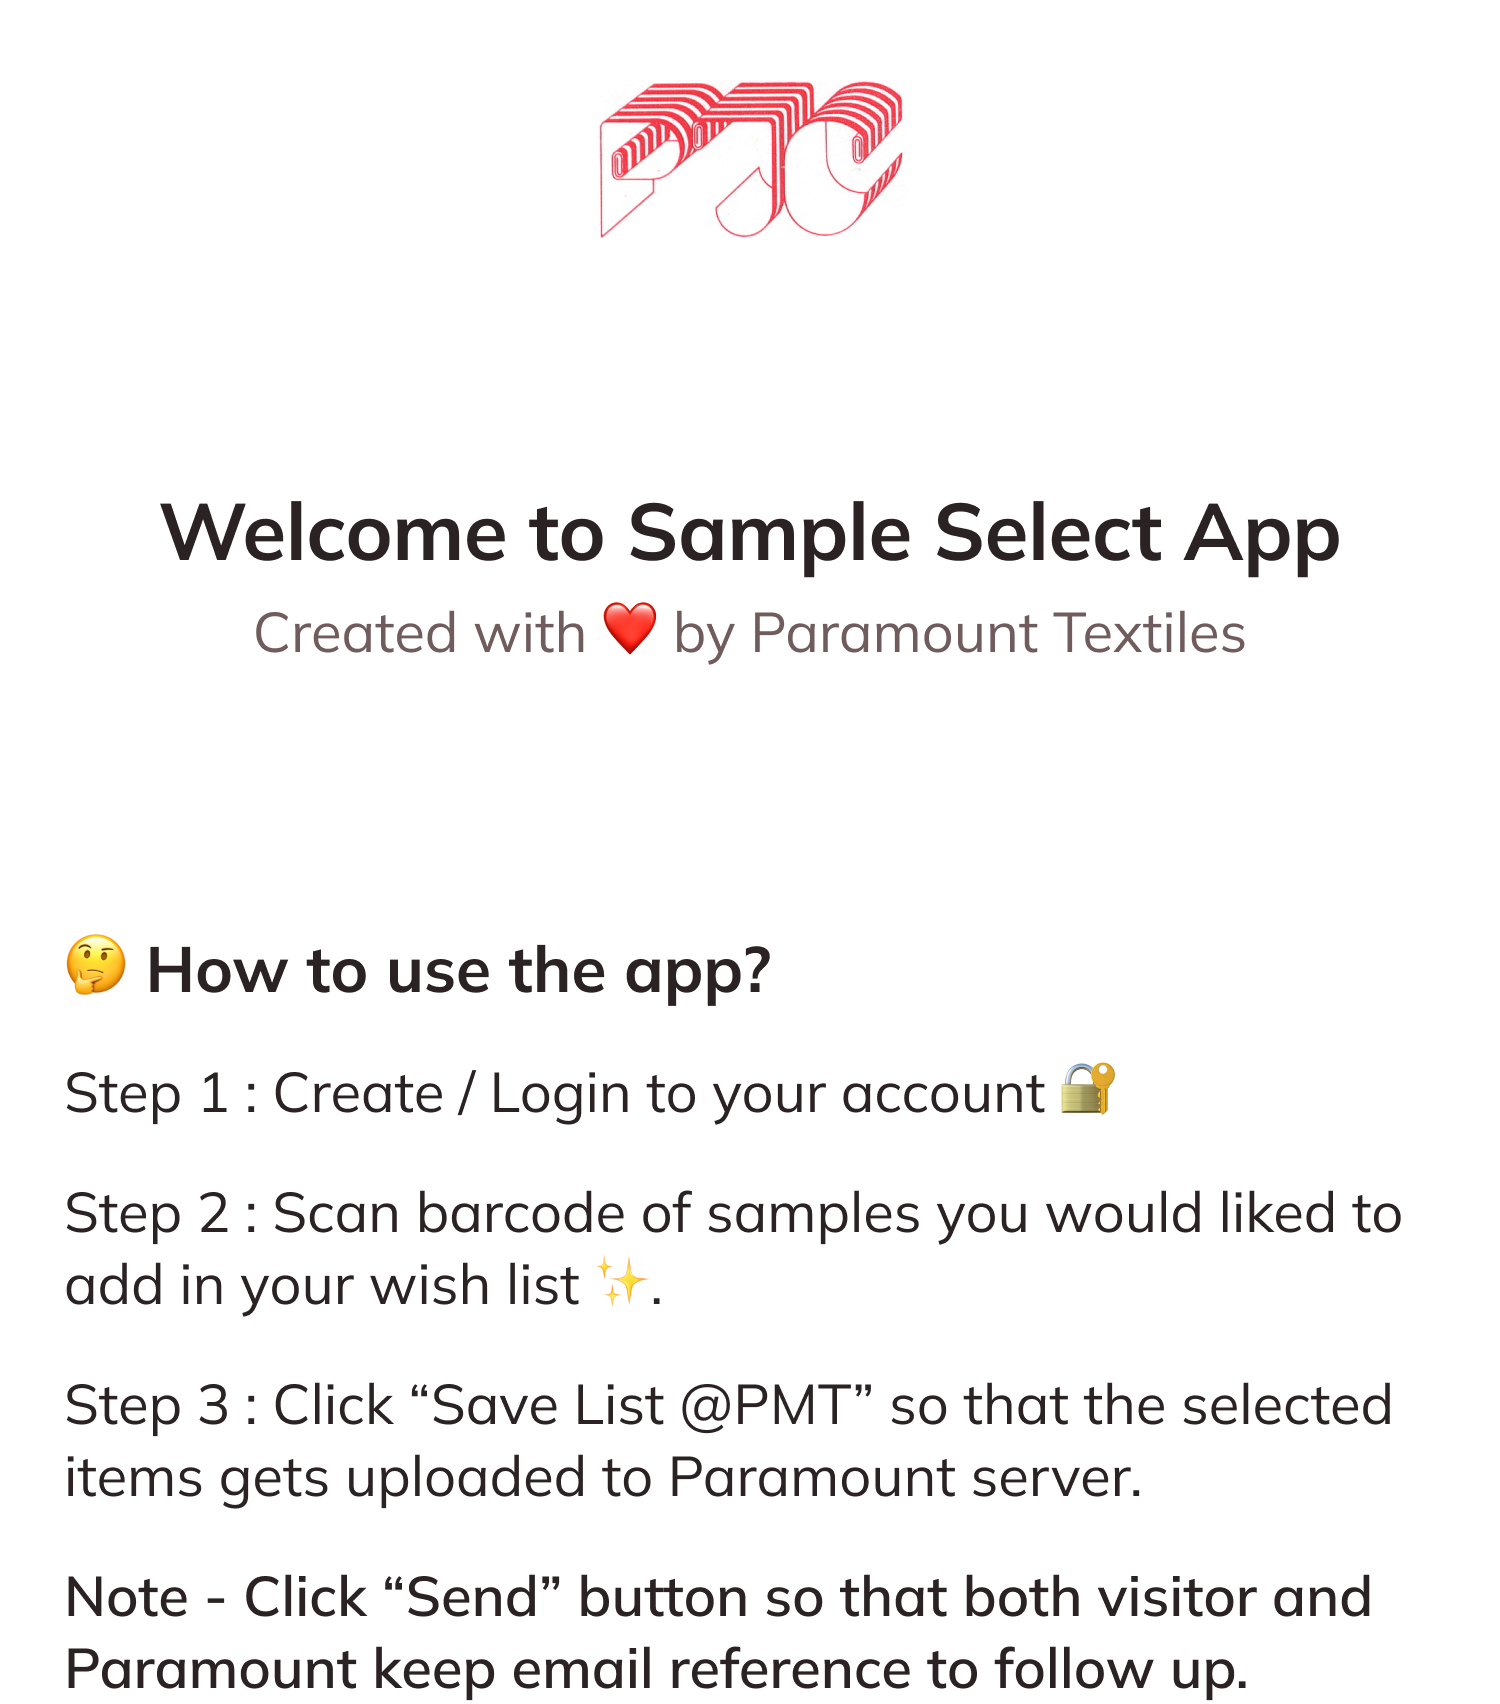 PTC
Welcome to Sample Select App
Created with ❤️ by Paramount Textiles
🤔 How to use the app?
Step 1 : Create / Login to your account 🔐
Step 2 : Scan barcode of samples you would liked to
add in your wish list ✨.
Step 3 : Click “Save List @PMT” so that the selected
items gets uploaded to Paramount server.
Note - Click “Send” button so that both visitor and
Paramount keep email reference to follow up.